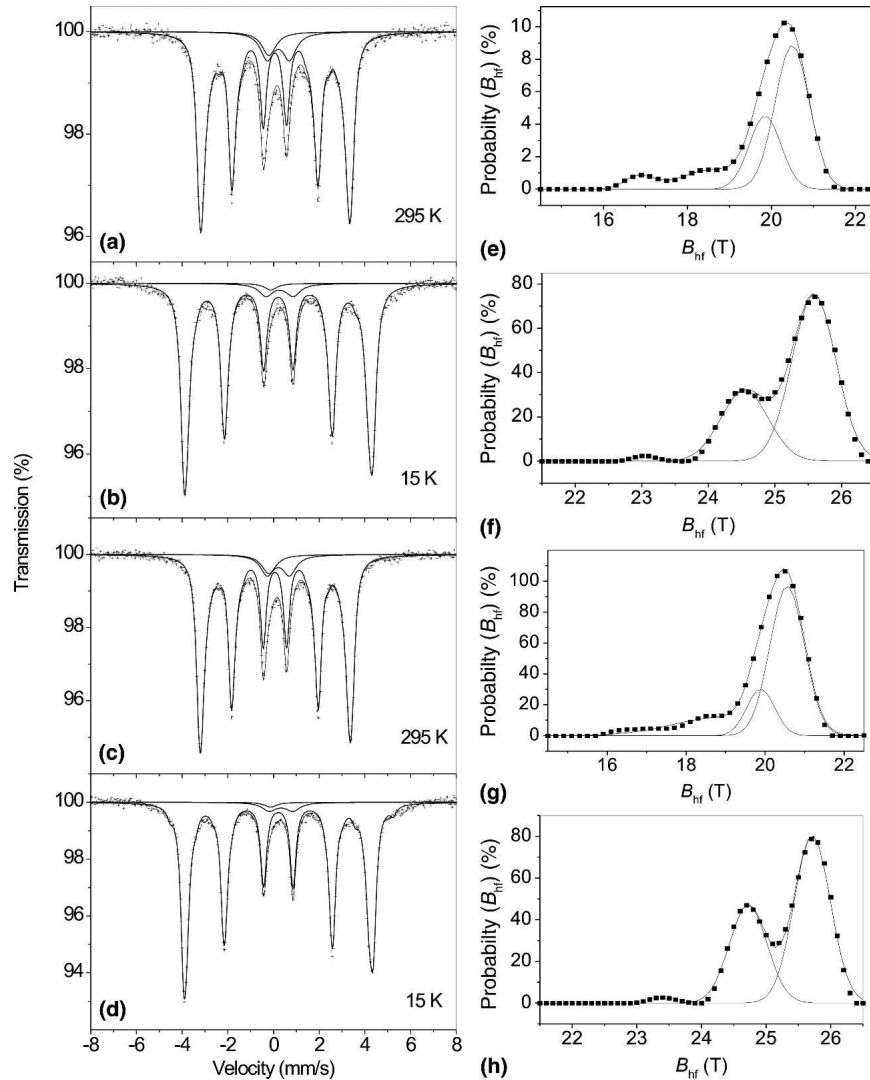 100
98
96
(a)
295 K
100
98
96
(b)
15 K
100
98
96
(c)
295 K
100
98
96
94
(d)
15 K
-8 -6 -4 -2 0 2 4 6 8
Velocity (mm/s)
Transmission (%)
10
8
6
4
2
0
16 18 20 22
Probabilty (Bhf) (%)
Bhf (T)
(e)
80
60
40
20
0
22 23 24 25 26
Probabilty (Bhf) (%)
Bhf (T)
(f)
100
80
60
40
20
0
16 18 20 22
Probabilty (Bhf) (%)
Bhf (T)
(g)
80
60
40
20
0
22 23 24 25 26
Probabilty (Bhf) (%)
Bhf (T)
(h)